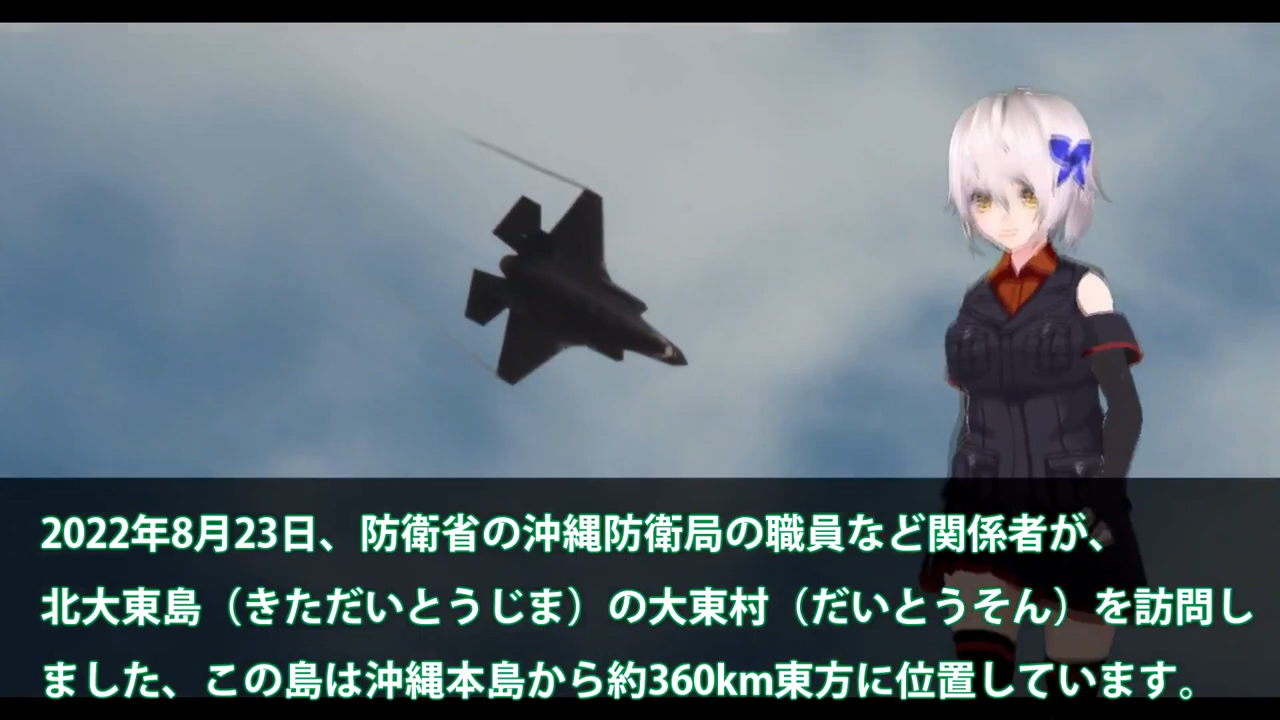 2022年8月23日、防衛省の沖縄防衛局の職員など関係者が、
北大東島（きただいとうじま）の大東村（だいとうそん）を訪問し
ました、この島は沖縄本島から約360km東方に位置しています。